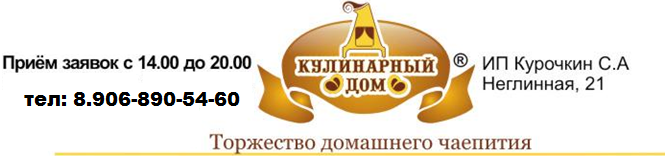 Приём заявок с 14.00 до 20.00
тел: 8.906-890-54-60
КУЛИНАРНЫЙ
ДОМ
®
ИП Курочкин С.А
Неглинная, 21
Торжество домашнего чаепития